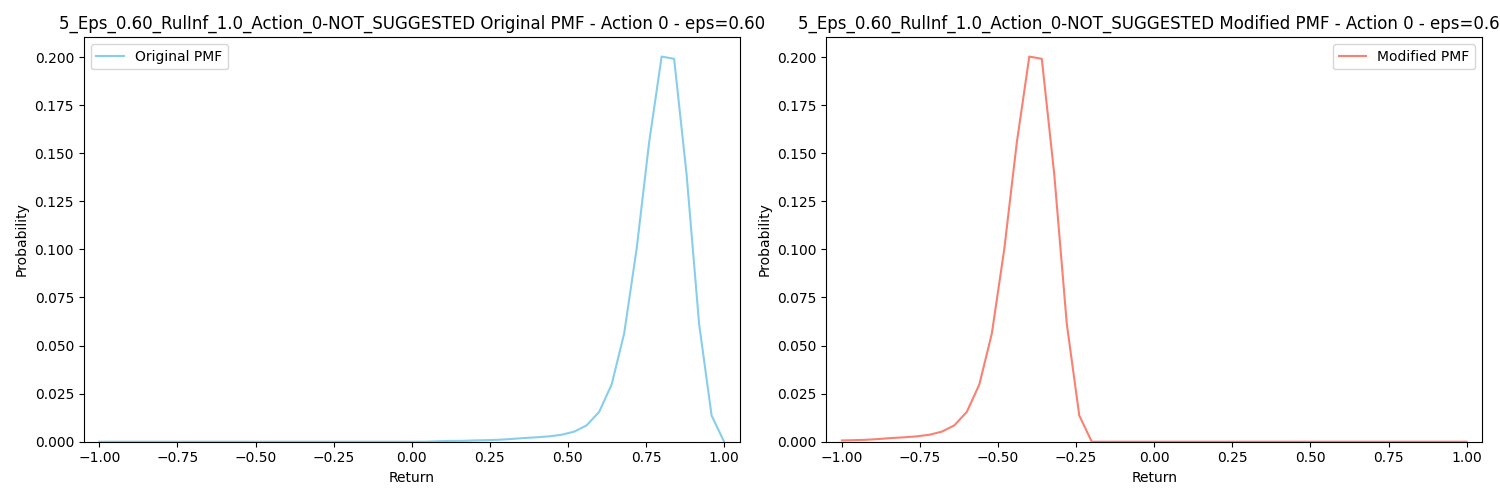 5_Eps_0.60_RulInf_1.0_Action_0-NOT_SUGGESTED Original PMF - Action 0 - eps=0.60
Original PMF
0.200
0.175
0.150
0.125
0.100
0.075
0.050
0.025
0.000
Probability
−1.00 −0.75 −0.50 −0.25 0.00 0.25 0.50 0.75 1.00
Return
5_Eps_0.60_RulInf_1.0_Action_0-NOT_SUGGESTED Modified PMF - Action 0 - eps=0.6
Modified PMF
0.200
0.175
0.150
0.125
0.100
0.075
0.050
0.025
0.000
Probability
−1.00 −0.75 −0.50 −0.25 0.00 0.25 0.50 0.75 1.00
Return